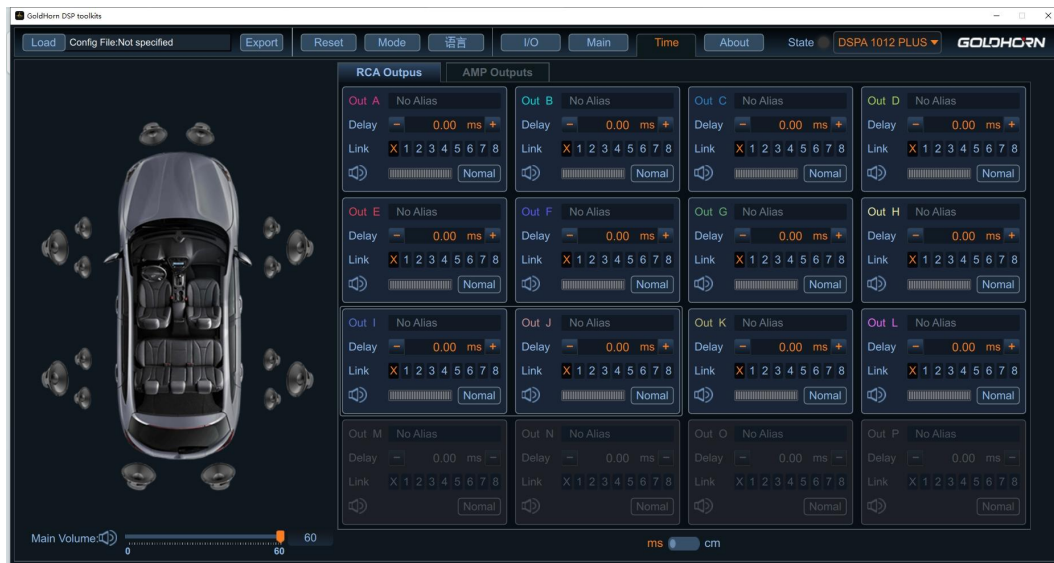 GoldHorn DSP toolkits
Load Config File:Not specified Export Reset Mode 语言 I/O Main Time About State DSPA 1012 PLUS GOLDHORN
RCA Outpus AMP Outputs
Out A No Alias Out B No Alias Out C No Alias Out D No Alias
Delay − 0.00 ms + Delay − 0.00 ms + Delay − 0.00 ms + Delay − 0.00 ms +
Link X 1 2 3 4 5 6 7 8 Link X 1 2 3 4 5 6 7 8 Link X 1 2 3 4 5 6 7 8 Link X 1 2 3 4 5 6 7 8
Nomal Nomal Nomal Nomal
Out E No Alias Out F No Alias Out G No Alias Out H No Alias
Delay − 0.00 ms + Delay − 0.00 ms + Delay − 0.00 ms + Delay − 0.00 ms +
Link X 1 2 3 4 5 6 7 8 Link X 1 2 3 4 5 6 7 8 Link X 1 2 3 4 5 6 7 8 Link X 1 2 3 4 5 6 7 8
Nomal Nomal Nomal Nomal
Out I No Alias Out J No Alias Out K No Alias Out L No Alias
Delay − 0.00 ms + Delay − 0.00 ms + Delay − 0.00 ms + Delay − 0.00 ms +
Link X 1 2 3 4 5 6 7 8 Link X 1 2 3 4 5 6 7 8 Link X 1 2 3 4 5 6 7 8 Link X 1 2 3 4 5 6 7 8
Nomal Nomal Nomal Nomal
Out M No Alias Out N No Alias Out O No Alias Out P No Alias
Delay − 0.00 ms − Delay − 0.00 ms − Delay − 0.00 ms − Delay − 0.00 ms −
Link X 1 2 3 4 5 6 7 8 Link X 1 2 3 4 5 6 7 8 Link X 1 2 3 4 5 6 7 8 Link X 1 2 3 4 5 6 7 8
Nomal Nomal Nomal Nomal
Main Volume: 60
0 60
ms cm